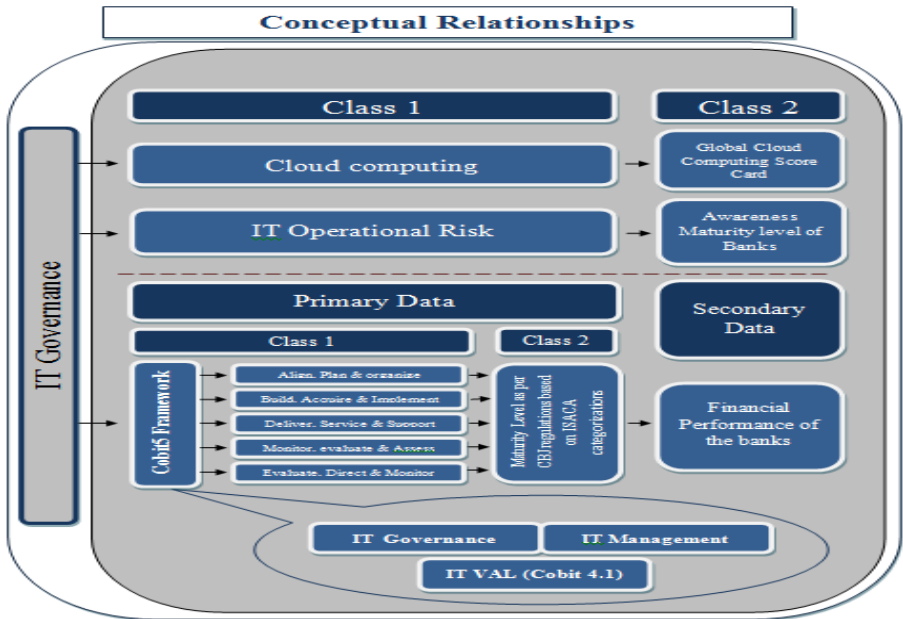 Conceptual Relationships
IT Governance
Class 1
Class 2
Cloud computing
Global Cloud
Computing Score
Card
IT Operational Risk
Awareness
Maturity level of
Banks
Primary Data
Secondary
Data
Class 1
Class 2
Cobit5 Framework
Align. Plan & organize
Build. Acquire & Implement
Deliver. Service & Support
Monitor. evaluate & Assess
Evaluate. Direct & Monitor
Maturity Level as per
CBJ regulations based
on ISACA
categorizations
Financial
Performance of
the banks
IT Governance
IT Management
IT VAL (Cobit 4.1)